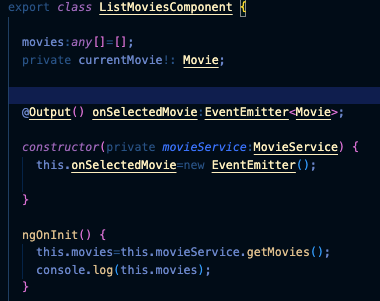 export class ListMoviesComponent {
movies:any[]=[];
private currentMovie!: Movie;
@Output() onSelectedMovie:EventEmitter<Movie>;
constructor(private movieService:MovieService) {
this.onSelectedMovie=new EventEmitter();
}
ngOnInit() {
this.movies=this.movieService.getMovies();
console.log(this.movies);
}